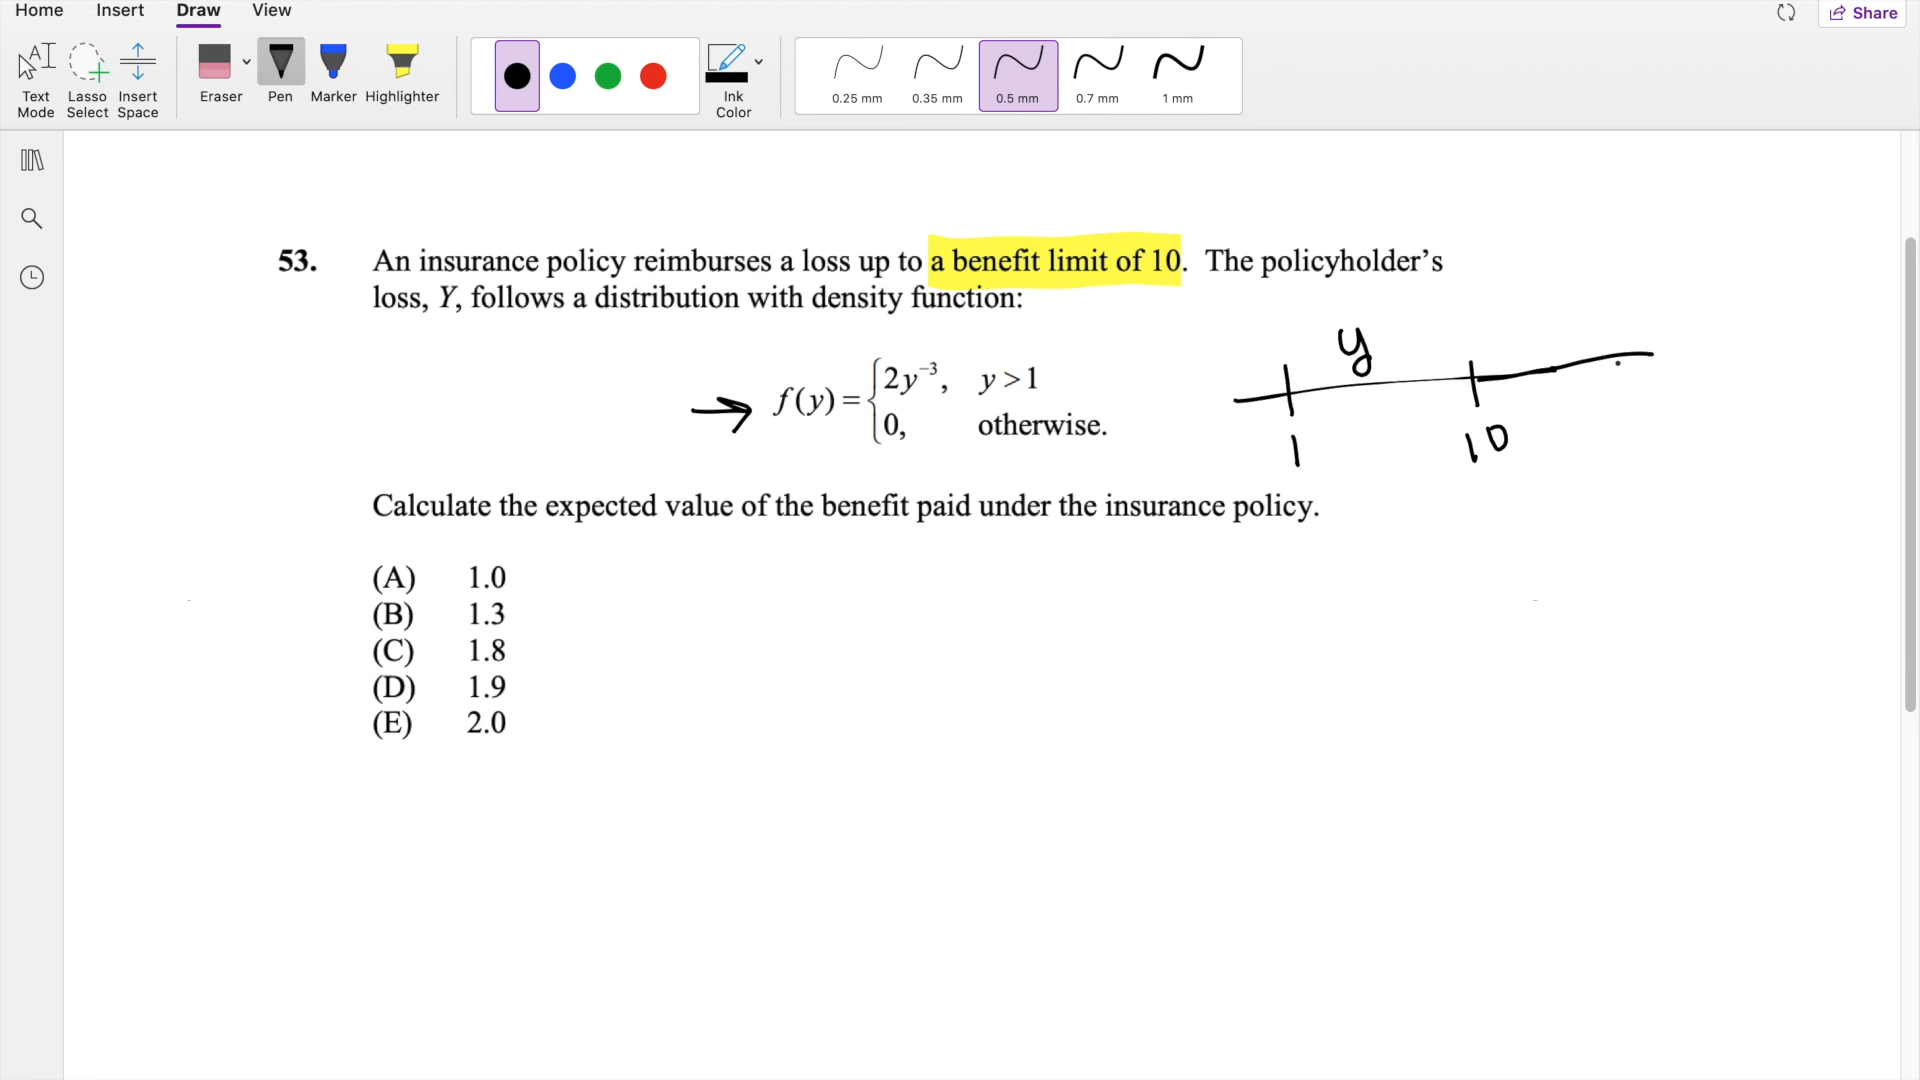 Home Insert Draw View
Share
Text Mode
Lasso Select
Insert Space
Eraser
Pen
Marker
Highlighter
Ink Color
0.25 mm
0.35 mm
0.5 mm
0.7 mm
1 mm
53. An insurance policy reimburses a loss up to a benefit limit of 10. The policyholder’s
loss, Y, follows a distribution with density function:
y
f(y) = { 2y⁻³, y > 1
0, otherwise.
1 10
Calculate the expected value of the benefit paid under the insurance policy.
(A) 1.0
(B) 1.3
(C) 1.8
(D) 1.9
(E) 2.0